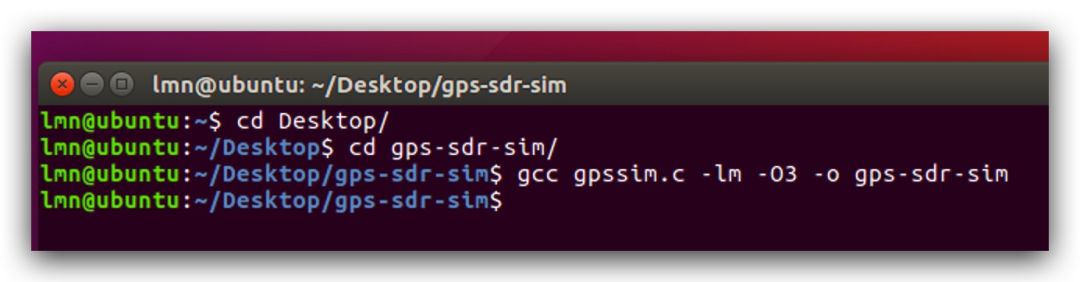 lmn@ubuntu: ~/Desktop/gps-sdr-sim
lmn@ubuntu:~$ cd Desktop/
lmn@ubuntu:~/Desktop$ cd gps-sdr-sim/
lmn@ubuntu:~/Desktop/gps-sdr-sim$ gcc gpssim.c -lm -O3 -o gps-sdr-sim
lmn@ubuntu:~/Desktop/gps-sdr-sim$